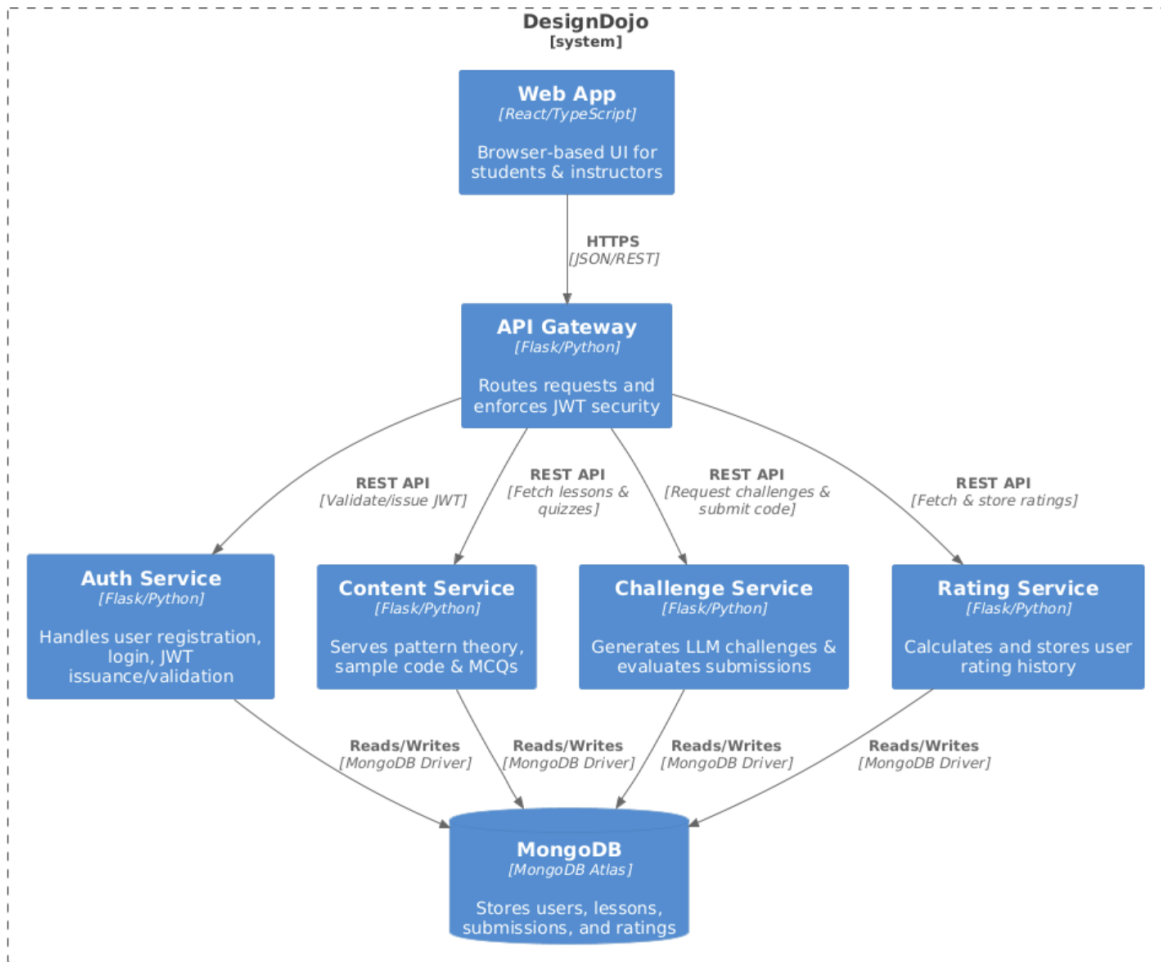 DesignDojo
[system]
Web App
[React/TypeScript]
Browser-based UI for
students & instructors
HTTPS
[JSON/REST]
API Gateway
[Flask/Python]
Routes requests and
enforces JWT security
REST API
[Validate/issue JWT]
REST API
[Fetch lessons &
quizzes]
REST API
[Request challenges &
submit code]
REST API
[Fetch & store ratings]
Auth Service
[Flask/Python]
Handles user registration,
login, JWT
issuance/validation
Content Service
[Flask/Python]
Serves pattern theory,
sample code & MCQs
Challenge Service
[Flask/Python]
Generates LLM challenges &
evaluates submissions
Rating Service
[Flask/Python]
Calculates and stores user
rating history
Reads/Writes
[MongoDB Driver]
Reads/Writes
[MongoDB Driver]
Reads/Writes
[MongoDB Driver]
Reads/Writes
[MongoDB Driver]
MongoDB
[MongoDB Atlas]
Stores users, lessons,
submissions, and ratings